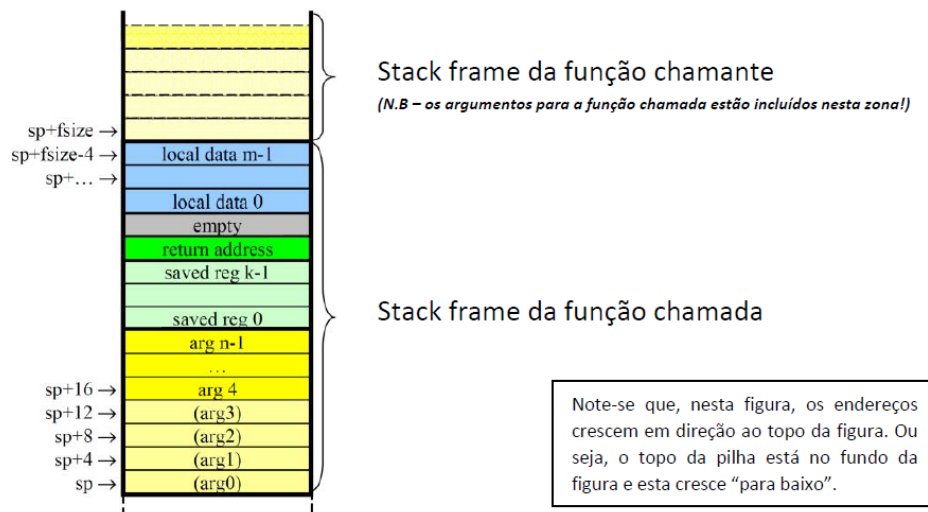 Stack frame da função chamante
(N.B – os argumentos para a função chamada estão incluídos nesta zona!)
sp+fsize →
sp+fsize-4 →
local data m-1
sp+... →
local data 0
empty
return address
saved reg k-1
Stack frame da função chamada
saved reg 0
arg n-1
...
sp+16 →
arg 4
sp+12 →
(arg3)
sp+8 →
(arg2)
sp+4 →
(arg1)
sp →
(arg0)
Note-se que, nesta figura, os endereços
crescem em direção ao topo da figura. Ou
seja, o topo da pilha está no fundo da
figura e esta cresce “para baixo”.